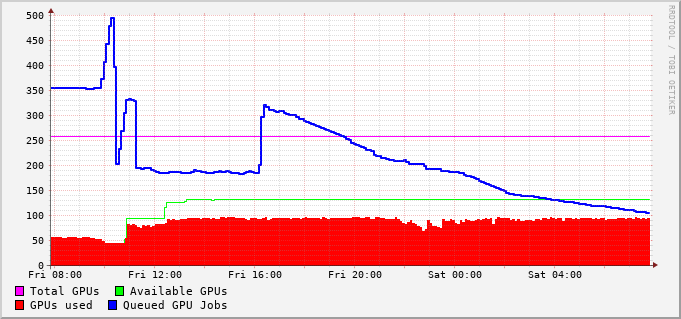 500
450
400
350
300
250
200
150
100
50
0
Fri 08:00 Fri 12:00 Fri 16:00 Fri 20:00 Sat 00:00 Sat 04:00
Total GPUs Available GPUs
GPUs used Queued GPU Jobs
RRDTOOL / TOBI OETIKER